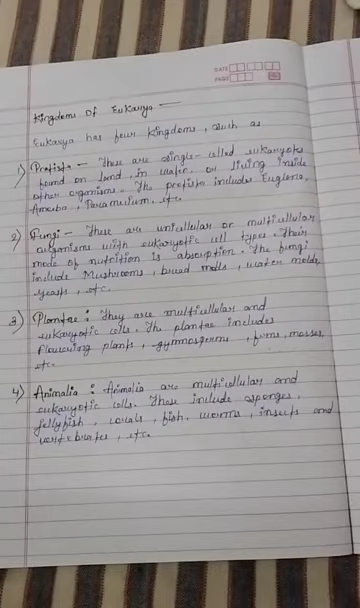 DATE
PAGE
Kingdoms Of Eukarya —
Eukarya has four Kingdoms, such as
1) Protista — These are single-celled eukaryotes
found on land, in water, or living inside
other organisms. The protista includes Euglena,
Amoeba, Paramecium, etc.
2) Fungi — These are unicellular or multicellular
organisms with eukaryotic cell types. Their
mode of nutrition is absorption. The fungi
include Mushrooms, bread molds, water molds,
yeasts, etc.
3) Plantae : They are multicellular and
eukaryotic cells. The plantae includes
flowering plants, gymnosperms, ferns, mosses,
etc.
4) Animalia : Animalia are multicellular and
eukaryotic cells. These include sponges,
jellyfish, corals, fish, worms, insects and
vertebrates, etc.